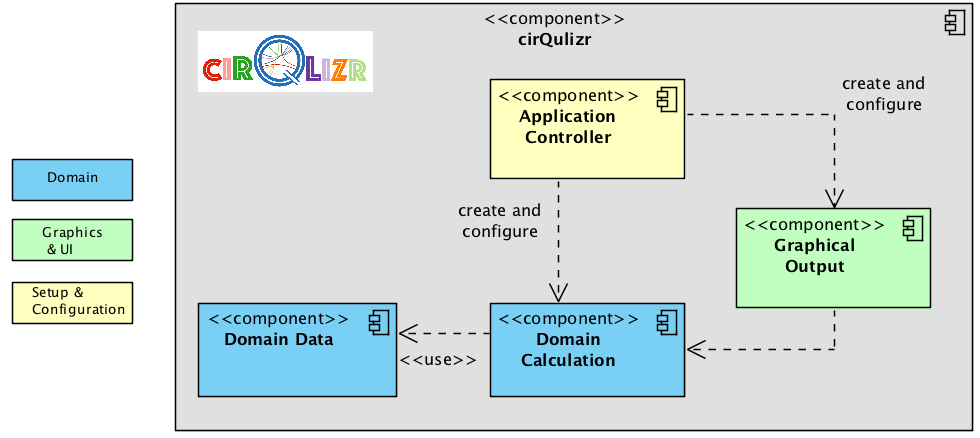 <<component>>
cirQulizr
CIRQLIZR
<<component>>
Application
Controller
create and
configure
Domain
Graphics
& UI
Setup &
Configuration
create and
configure
<<component>>
Graphical
Output
<<component>>
Domain Data
<<use>>
<<component>>
Domain
Calculation